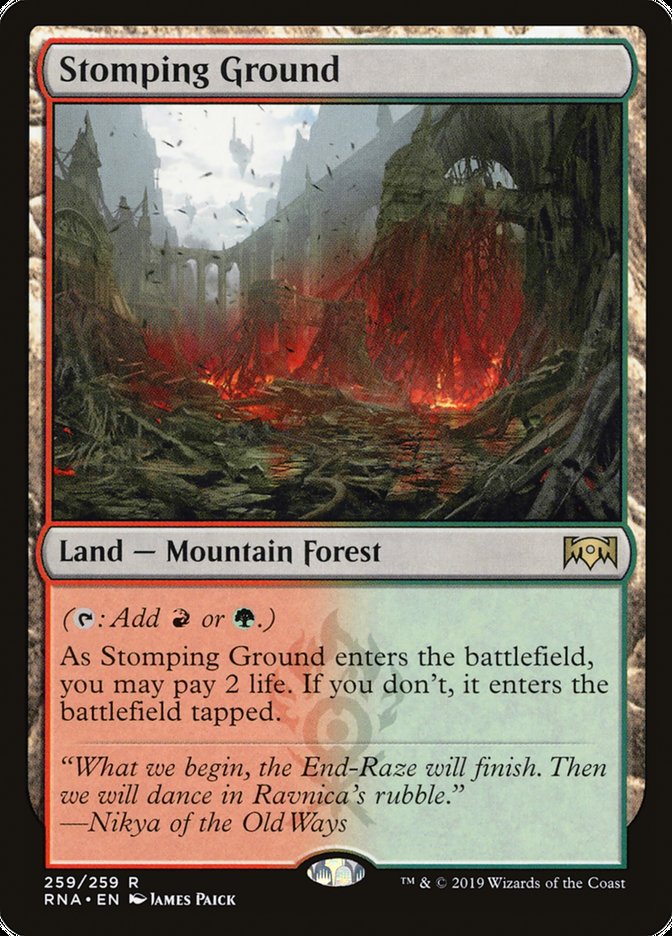 Stomping Ground
Land — Mountain Forest
(: Add or .)
As Stomping Ground enters the battlefield,
you may pay 2 life. If you don't, it enters the
battlefield tapped.
“What we begin, the End-Raze will finish. Then
we will dance in Ravnica's rubble.”
—Nikya of the Old Ways
259/259 R
RNA • EN James Paick
™ & © 2019 Wizards of the Coast